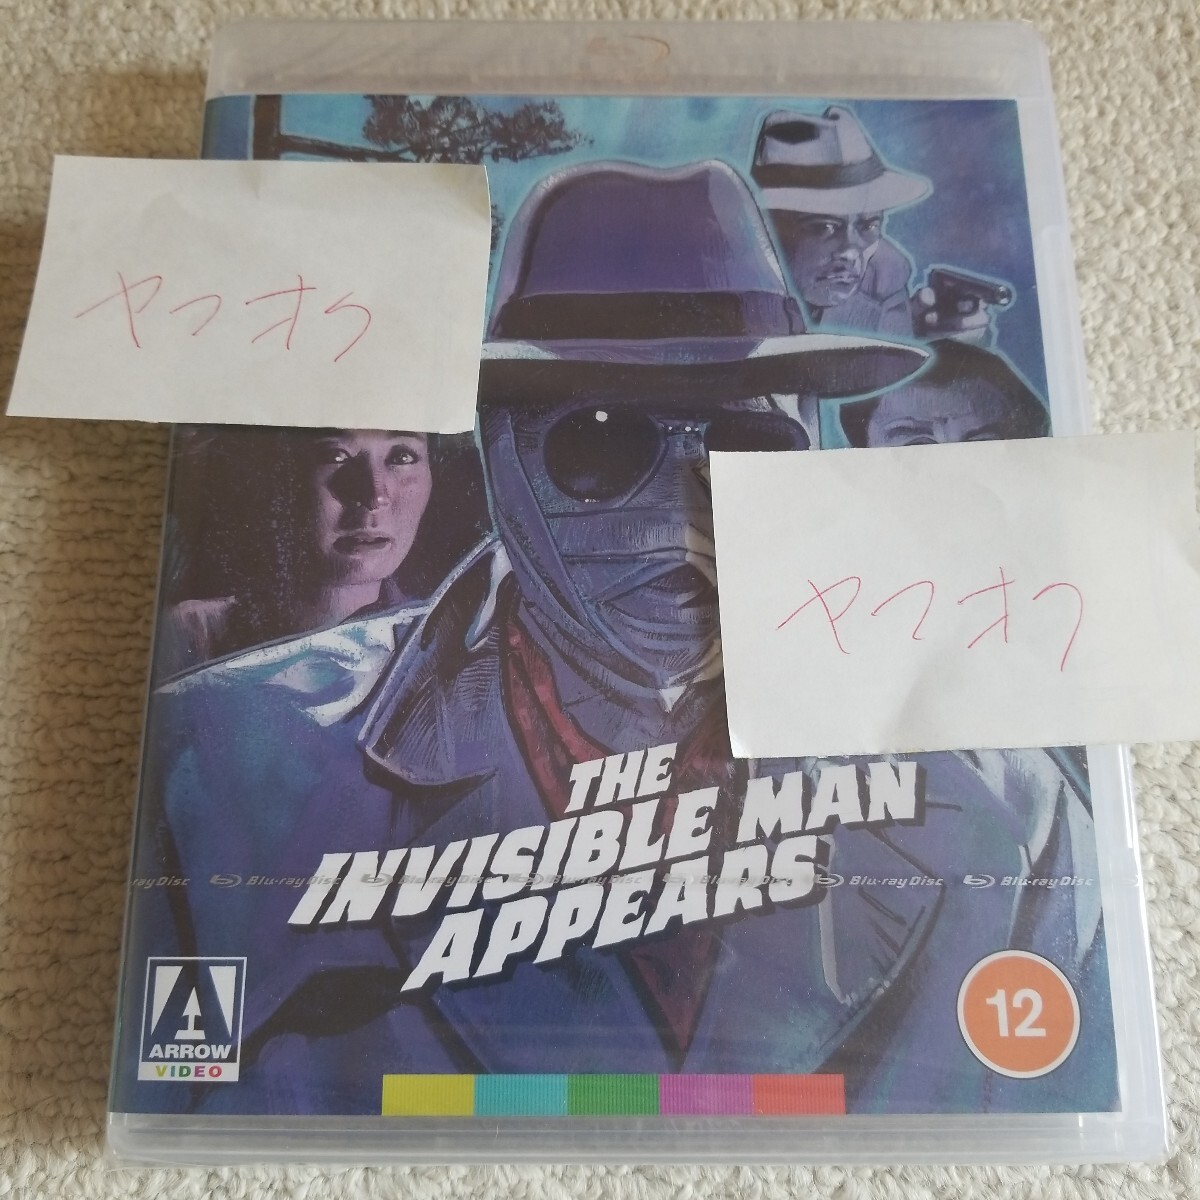 ヤフオク
ヤフオク
THE
INVISIBLE MAN
APPEARS
ray Disc Blu-ray Disc Blu-ray Disc Blu-ray Disc Blu-ray Disc Blu-ray Disc Blu-ray Disc
ARROW
VIDEO
12